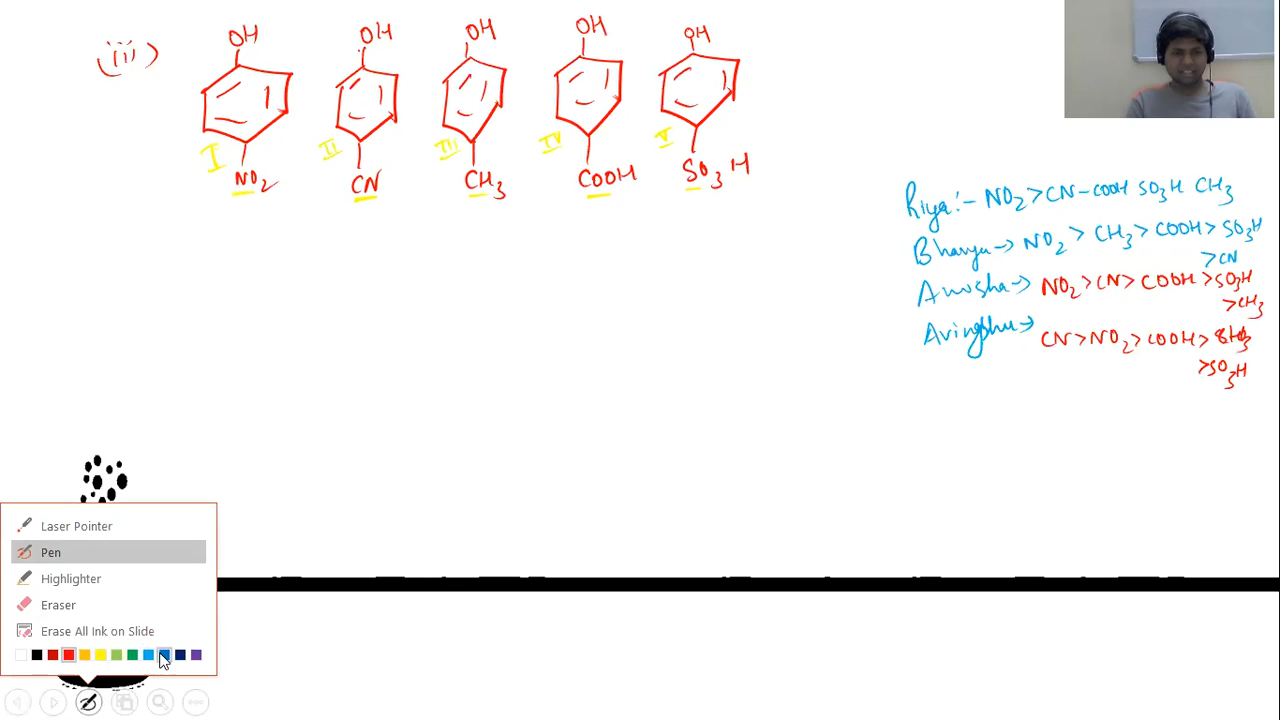 (iii)
OH OH OH OH OH
I II III IV V
NO2 CN CH3 COOH SO3H
Riya:- NO2 > CN - COOH SO3H CH3
Bhavya → NO2 > CH3 > COOH > SO3H
> CN
Anusha → NO2 > CN > COOH > SO3H
> CH3
CN > NO2 > COOH > CH3
> SO3H
Laser Pointer
Pen
Highlighter
Eraser
Erase All Ink on Slide